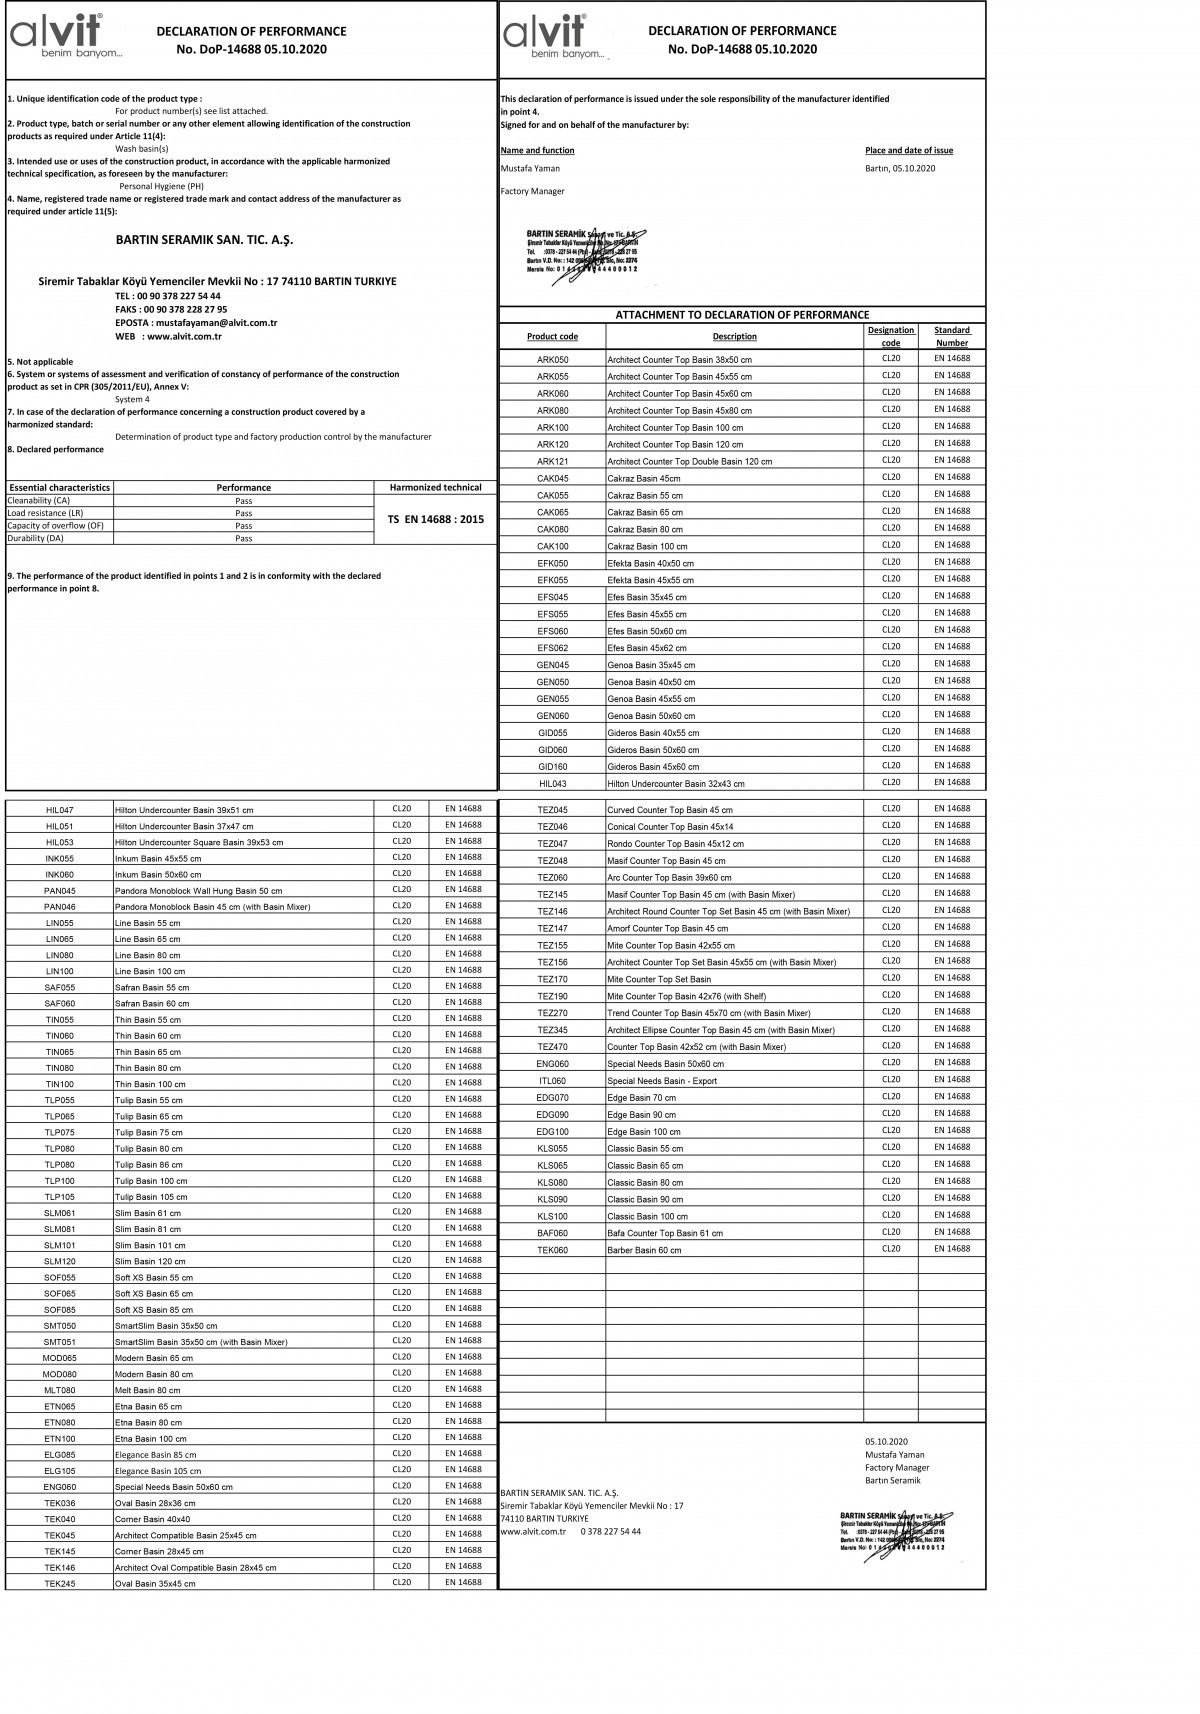 alvit®
benim banyom...
DECLARATION OF PERFORMANCE
No. DoP-14688 05.10.2020
1. Unique identification code of the product type :
For product number(s) see list attached.
2. Product type, batch or serial number or any other element allowing identification of the construction
products as required under Article 11(4):
Wash basin(s)
3. Intended use or uses of the construction product, in accordance with the applicable harmonized
technical specification, as foreseen by the manufacturer:
Personal Hygiene (PH)
4. Name, registered trade name or registered trade mark and contact address of the manufacturer as
required under article 11(5):
BARTIN SERAMIK SAN. TIC. A.Ş.
Siremir Tabaklar Köyü Yemenciler Mevkii No : 17 74110 BARTIN TURKIYE
TEL : 00 90 378 227 54 44
FAKS : 00 90 378 228 27 95
EPOSTA : mustafayaman@alvit.com.tr
WEB : www.alvit.com.tr
5. Not applicable
6. System or systems of assessment and verification of constancy of performance of the construction
product as set in CPR (305/2011/EU), Annex V:
System 4
7. In case of the declaration of performance concerning a construction product covered by a
harmonized standard:
Determination of product type and factory production control by the manufacturer
8. Declared performance
Essential characteristics Performance Harmonized technical
Cleanability (CA) Pass
Load resistance (LR) Pass
TS EN 14688 : 2015
Capacity of overflow (OF) Pass
Durability (DA) Pass
9. The performance of the product identified in points 1 and 2 is in conformity with the declared
performance in point 8.
alvit®
benim banyom...
DECLARATION OF PERFORMANCE
No. DoP-14688 05.10.2020
This declaration of performance is issued under the sole responsibility of the manufacturer identified
in point 4.
Signed for and on behalf of the manufacturer by:
Name and function Place and date of issue
Mustafa Yaman Bartın, 05.10.2020
Factory Manager
BARTIN SERAMİK Sanayi ve Tic. A.Ş.
ATTACHMENT TO DECLARATION OF PERFORMANCE
Product code Description Designation code Standard Number
ARK050 Architect Counter Top Basin 38x50 cm CL20 EN 14688
ARK055 Architect Counter Top Basin 45x55 cm CL20 EN 14688
ARK060 Architect Counter Top Basin 45x60 cm CL20 EN 14688
ARK080 Architect Counter Top Basin 45x80 cm CL20 EN 14688
ARK100 Architect Counter Top Basin 100 cm CL20 EN 14688
ARK120 Architect Counter Top Basin 120 cm CL20 EN 14688
ARK121 Architect Counter Top Double Basin 120 cm CL20 EN 14688
CAK045 Cakraz Basin 45cm CL20 EN 14688
CAK055 Cakraz Basin 55 cm CL20 EN 14688
CAK065 Cakraz Basin 65 cm CL20 EN 14688
CAK080 Cakraz Basin 80 cm CL20 EN 14688
CAK100 Cakraz Basin 100 cm CL20 EN 14688
EFK050 Efekta Basin 40x50 cm CL20 EN 14688
EFK055 Efekta Basin 45x55 cm CL20 EN 14688
EFS045 Efes Basin 35x45 cm CL20 EN 14688
EFS055 Efes Basin 45x55 cm CL20 EN 14688
EFS060 Efes Basin 50x60 cm CL20 EN 14688
EFS062 Efes Basin 45x62 cm CL20 EN 14688
GEN045 Genoa Basin 35x45 cm CL20 EN 14688
GEN050 Genoa Basin 40x50 cm CL20 EN 14688
GEN055 Genoa Basin 45x55 cm CL20 EN 14688
GEN060 Genoa Basin 50x60 cm CL20 EN 14688
GID055 Gideros Basin 40x55 cm CL20 EN 14688
GID060 Gideros Basin 50x60 cm CL20 EN 14688
GID160 Gideros Basin 45x60 cm CL20 EN 14688
HIL043 Hilton Undercounter Basin 32x43 cm CL20 EN 14688
HIL047 Hilton Undercounter Basin 39x51 cm CL20 EN 14688
HIL051 Hilton Undercounter Basin 37x47 cm CL20 EN 14688
HIL053 Hilton Undercounter Square Basin 39x53 cm CL20 EN 14688
INK055 Inkum Basin 45x55 cm CL20 EN 14688
INK060 Inkum Basin 50x60 cm CL20 EN 14688
PAN045 Pandora Monoblock Wall Hung Basin 50 cm CL20 EN 14688
PAN046 Pandora Monoblock Basin 45 cm (with Basin Mixer) CL20 EN 14688
LIN055 Line Basin 55 cm CL20 EN 14688
LIN065 Line Basin 65 cm CL20 EN 14688
LIN080 Line Basin 80 cm CL20 EN 14688
LIN100 Line Basin 100 cm CL20 EN 14688
SAF055 Safran Basin 55 cm CL20 EN 14688
SAF060 Safran Basin 60 cm CL20 EN 14688
TIN055 Thin Basin 55 cm CL20 EN 14688
TIN060 Thin Basin 60 cm CL20 EN 14688
TIN065 Thin Basin 65 cm CL20 EN 14688
TIN080 Thin Basin 80 cm CL20 EN 14688
TIN100 Thin Basin 100 cm CL20 EN 14688
TLP055 Tulip Basin 55 cm CL20 EN 14688
TLP065 Tulip Basin 65 cm CL20 EN 14688
TLP075 Tulip Basin 75 cm CL20 EN 14688
TLP080 Tulip Basin 80 cm CL20 EN 14688
TLP080 Tulip Basin 86 cm CL20 EN 14688
TLP100 Tulip Basin 100 cm CL20 EN 14688
TLP105 Tulip Basin 105 cm CL20 EN 14688
SLM061 Slim Basin 61 cm CL20 EN 14688
SLM081 Slim Basin 81 cm CL20 EN 14688
SLM101 Slim Basin 101 cm CL20 EN 14688
SLM120 Slim Basin 120 cm CL20 EN 14688
SOF055 Soft XS Basin 55 cm CL20 EN 14688
SOF065 Soft XS Basin 65 cm CL20 EN 14688
SOF085 Soft XS Basin 85 cm CL20 EN 14688
SMT050 SmartSlim Basin 35x50 cm CL20 EN 14688
SMT051 SmartSlim Basin 35x50 cm (with Basin Mixer) CL20 EN 14688
MOD065 Modern Basin 65 cm CL20 EN 14688
MOD080 Modern Basin 80 cm CL20 EN 14688
MLT080 Melt Basin 80 cm CL20 EN 14688
ETN065 Etna Basin 65 cm CL20 EN 14688
ETN080 Etna Basin 80 cm CL20 EN 14688
ETN100 Etna Basin 100 cm CL20 EN 14688
ELG085 Elegance Basin 85 cm CL20 EN 14688
ELG105 Elegance Basin 105 cm CL20 EN 14688
ENG060 Special Needs Basin 50x60 cm CL20 EN 14688
TEK036 Oval Basin 28x36 cm CL20 EN 14688
TEK040 Corner Basin 40x40 CL20 EN 14688
TEK045 Architect Compatible Basin 25x45 cm CL20 EN 14688
TEK145 Corner Basin 28x45 cm CL20 EN 14688
TEK146 Architect Oval Compatible Basin 28x45 cm CL20 EN 14688
TEK245 Oval Basin 35x45 cm CL20 EN 14688
TEZ045 Curved Counter Top Basin 45 cm CL20 EN 14688
TEZ046 Conical Counter Top Basin 45x14 CL20 EN 14688
TEZ047 Rondo Counter Top Basin 45x12 cm CL20 EN 14688
TEZ048 Masif Counter Top Basin 45 cm CL20 EN 14688
TEZ060 Arc Counter Top Basin 39x60 cm CL20 EN 14688
TEZ145 Masif Counter Top Basin 45 cm (with Basin Mixer) CL20 EN 14688
TEZ146 Architect Round Counter Top Set Basin 45 cm (with Basin Mixer) CL20 EN 14688
TEZ147 Amorf Counter Top Basin 45 cm CL20 EN 14688
TEZ155 Mite Counter Top Basin 42x55 cm CL20 EN 14688
TEZ156 Architect Counter Top Set Basin 45x55 cm (with Basin Mixer) CL20 EN 14688
TEZ170 Mite Counter Top Set Basin CL20 EN 14688
TEZ190 Mite Counter Top Basin 42x76 (with Shelf) CL20 EN 14688
TEZ270 Trend Counter Top Basin 45x70 cm (with Basin Mixer) CL20 EN 14688
TEZ345 Architect Ellipse Counter Top Basin 45 cm (with Basin Mixer) CL20 EN 14688
TEZ470 Counter Top Basin 42x52 cm (with Basin Mixer) CL20 EN 14688
ENG060 Special Needs Basin 50x60 cm CL20 EN 14688
ITL060 Special Needs Basin - Export CL20 EN 14688
EDG070 Edge Basin 70 cm CL20 EN 14688
EDG090 Edge Basin 90 cm CL20 EN 14688
EDG100 Edge Basin 100 cm CL20 EN 14688
KLS055 Classic Basin 55 cm CL20 EN 14688
KLS065 Classic Basin 65 cm CL20 EN 14688
KLS080 Classic Basin 80 cm CL20 EN 14688
KLS090 Classic Basin 90 cm CL20 EN 14688
KLS100 Classic Basin 100 cm CL20 EN 14688
BAF060 Bafa Counter Top Basin 61 cm CL20 EN 14688
TEK060 Barber Basin 60 cm CL20 EN 14688
05.10.2020
Mustafa Yaman
Factory Manager
Bartın Seramik
BARTIN SERAMIK SAN. TIC. A.Ş.
Siremir Tabaklar Köyü Yemenciler Mevkii No : 17
74110 BARTIN TURKIYE
www.alvit.com.tr 0 378 227 54 44
BARTIN SERAMİK Sanayi ve Tic. A.Ş.